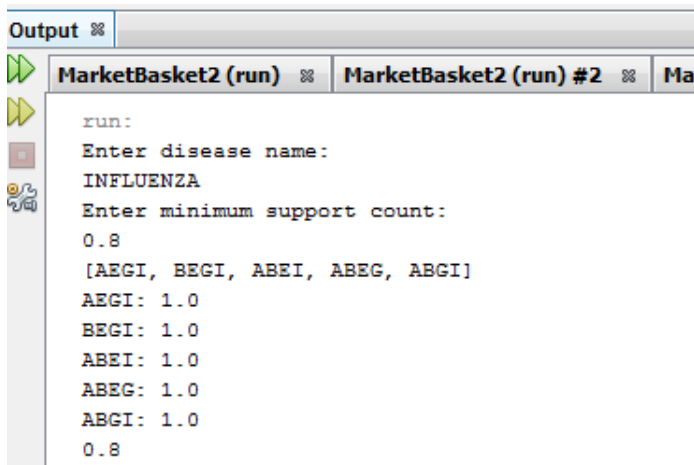 Output
MarketBasket2 (run) MarketBasket2 (run) #2 Ma
run:
Enter disease name:
INFLUENZA
Enter minimum support count:
0.8
[AEGI, BEGI, ABEI, ABEG, ABGI]
AEGI: 1.0
BEGI: 1.0
ABEI: 1.0
ABEG: 1.0
ABGI: 1.0
0.8